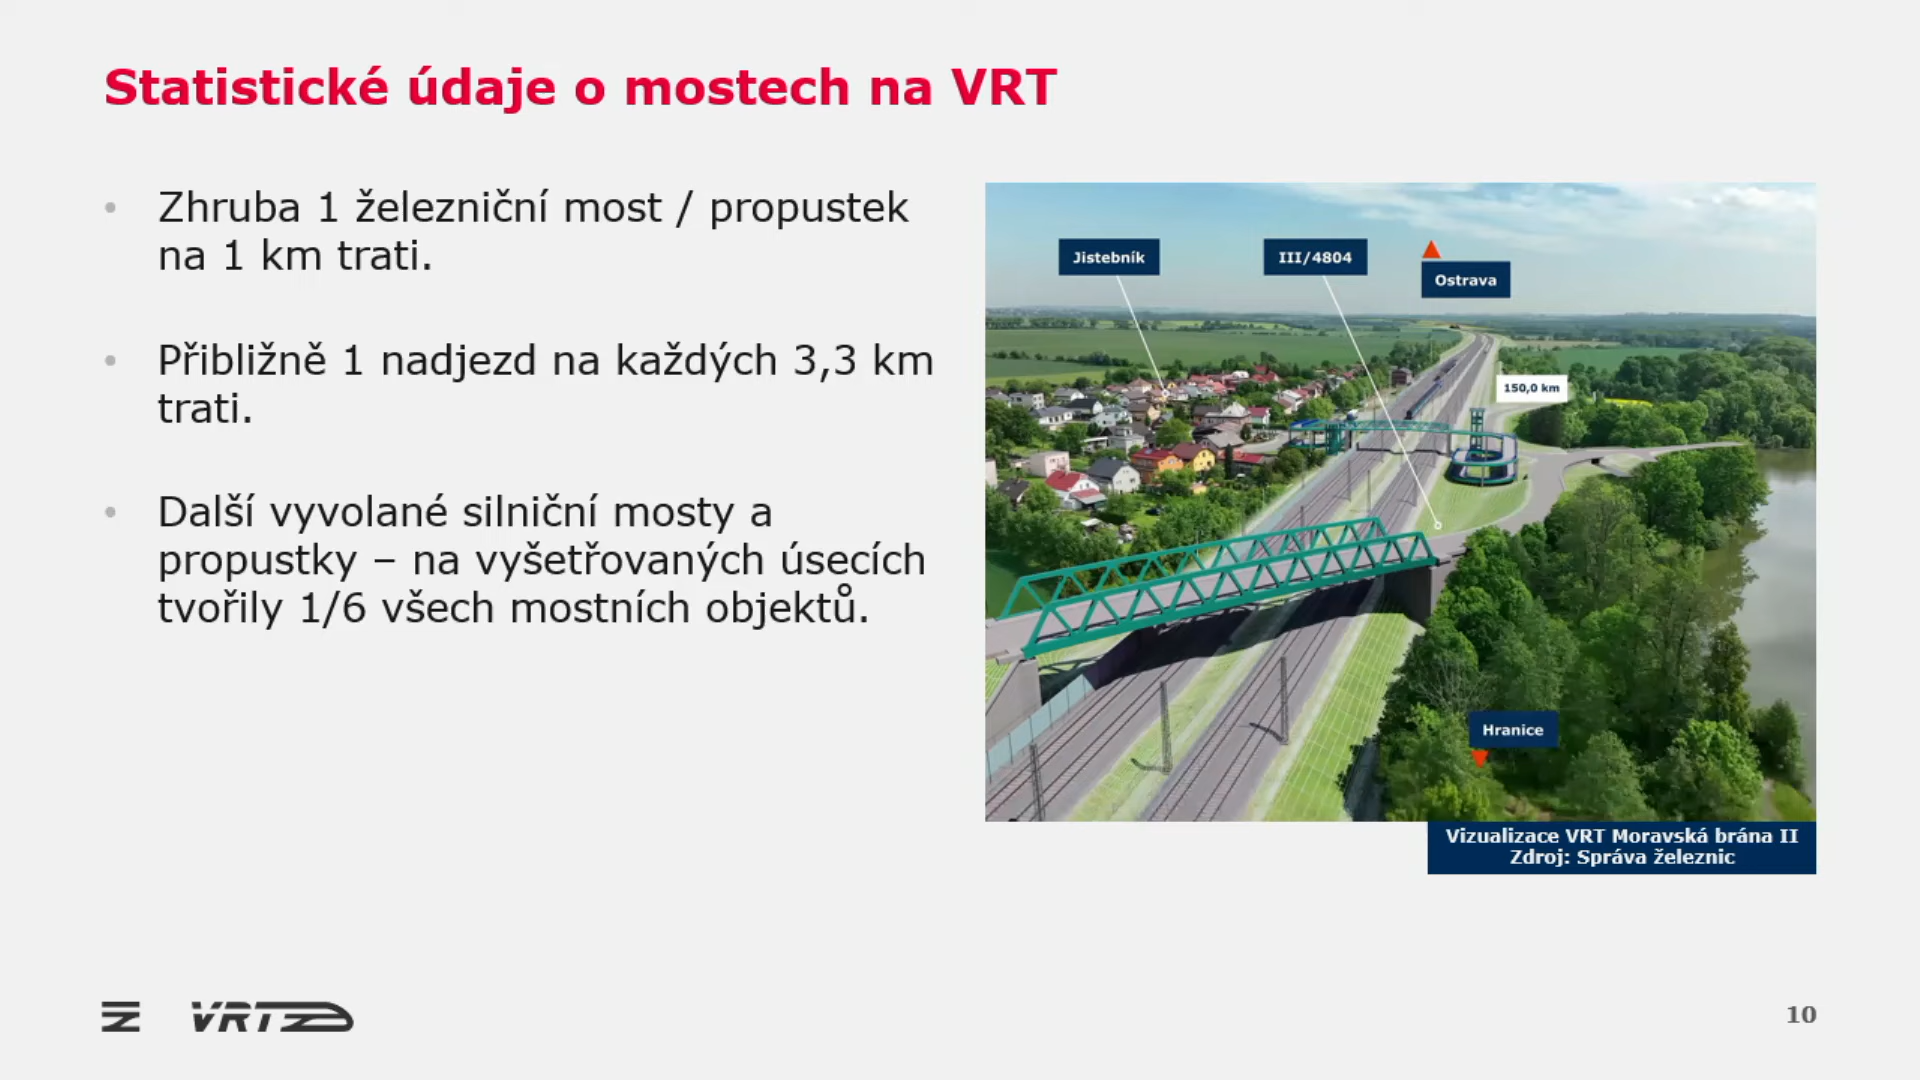 Statistické údaje o mostech na VRT
• Zhruba 1 železniční most / propustek
na 1 km trati.
• Přibližně 1 nadjezd na každých 3,3 km
trati.
• Další vyvolané silniční mosty a
propustky – na vyšetřovaných úsecích
tvořily 1/6 všech mostních objektů.
Jistebník
III/4804
Ostrava
150,0 km
Hranice
Vizualizace VRT Moravská brána II
Zdroj: Správa železnic
VRT
10